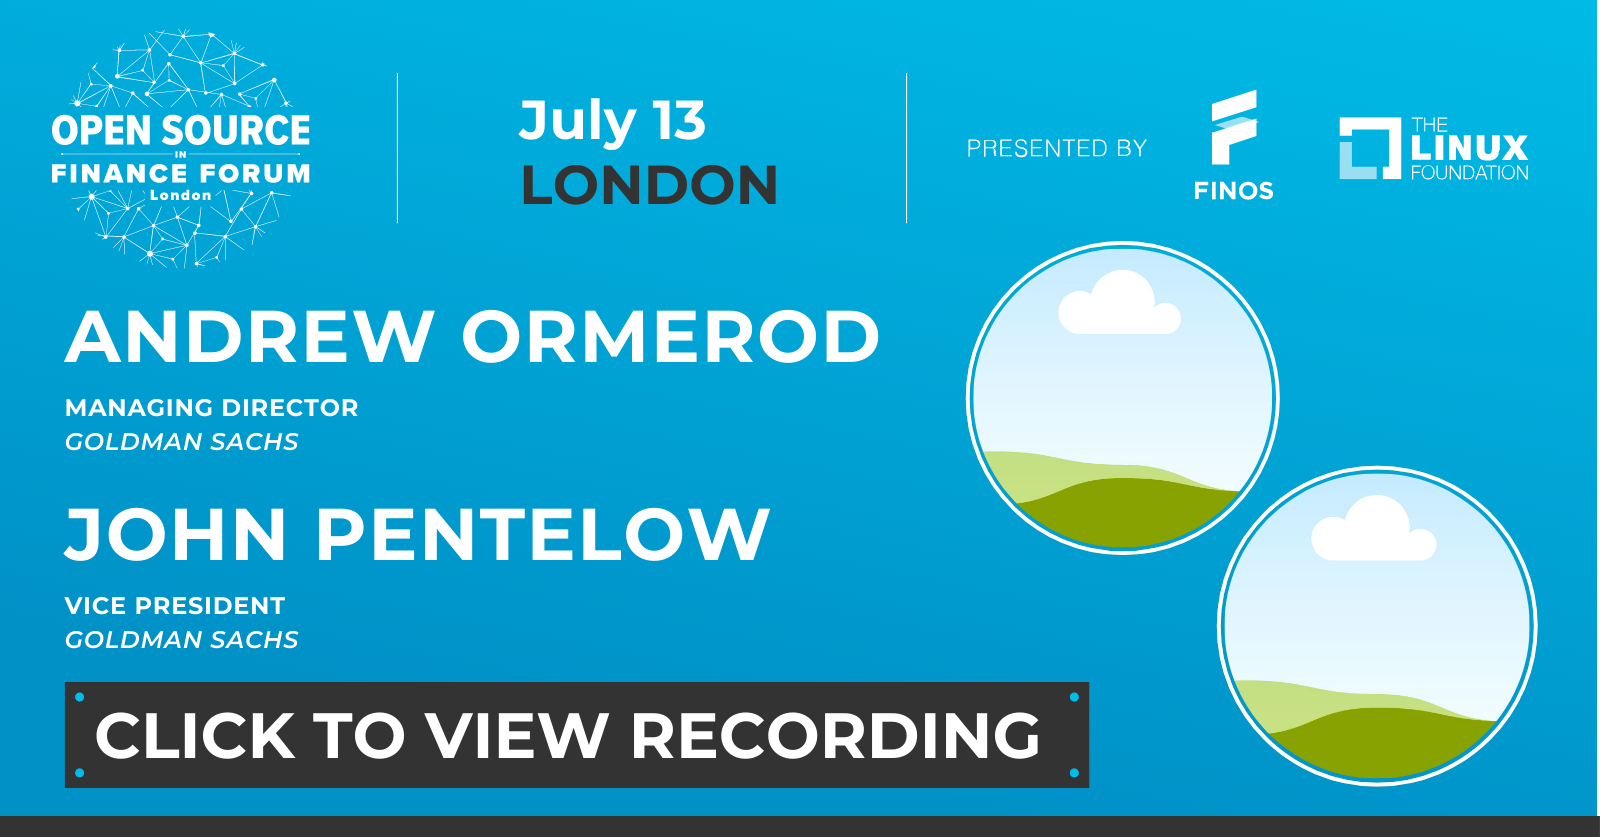 OPEN SOURCE
IN
FINANCE FORUM
London
July 13
LONDON
PRESENTED BY
FINOS
THE
LINUX
FOUNDATION
ANDREW ORMEROD
MANAGING DIRECTOR
GOLDMAN SACHS
JOHN PENTELOW
VICE PRESIDENT
GOLDMAN SACHS
CLICK TO VIEW RECORDING